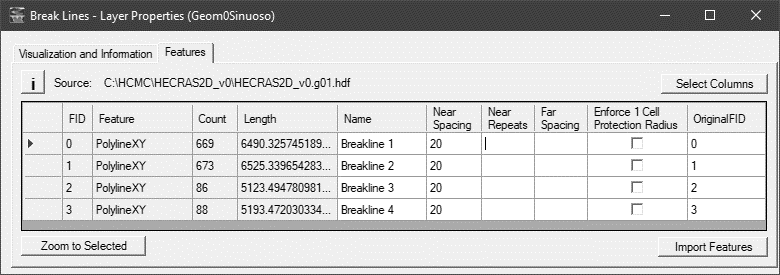 Break Lines - Layer Properties (Geom0Sinuoso)
Visualization and Information Features
i Source: C:\HCMC\HECRAS2D_v0\HECRAS2D_v0.g01.hdf Select Columns
FID Feature Count Length Name Near Spacing Near Repeats Far Spacing Enforce 1 Cell Protection Radius OriginalFID
0 PolylineXY 669 6490.325745189... Breakline 1 20 0
1 PolylineXY 673 6525.339654283... Breakline 2 20 1
2 PolylineXY 86 5123.494780981... Breakline 3 20 2
3 PolylineXY 88 5193.472030334... Breakline 4 20 3
Zoom to Selected Import Features